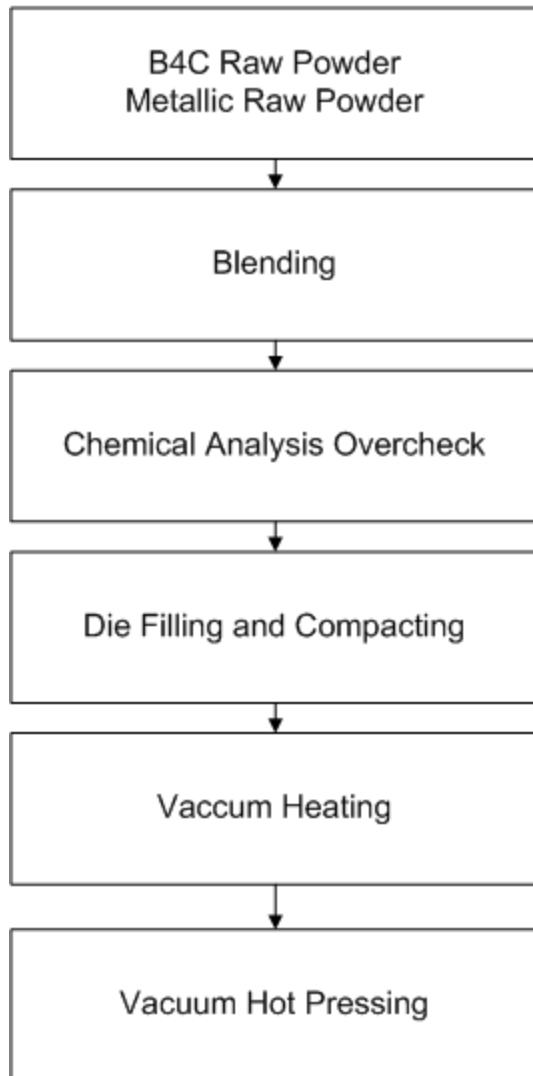 B4C Raw Powder
Metallic Raw Powder
Blending
Chemical Analysis Overcheck
Die Filling and Compacting
Vaccum Heating
Vacuum Hot Pressing